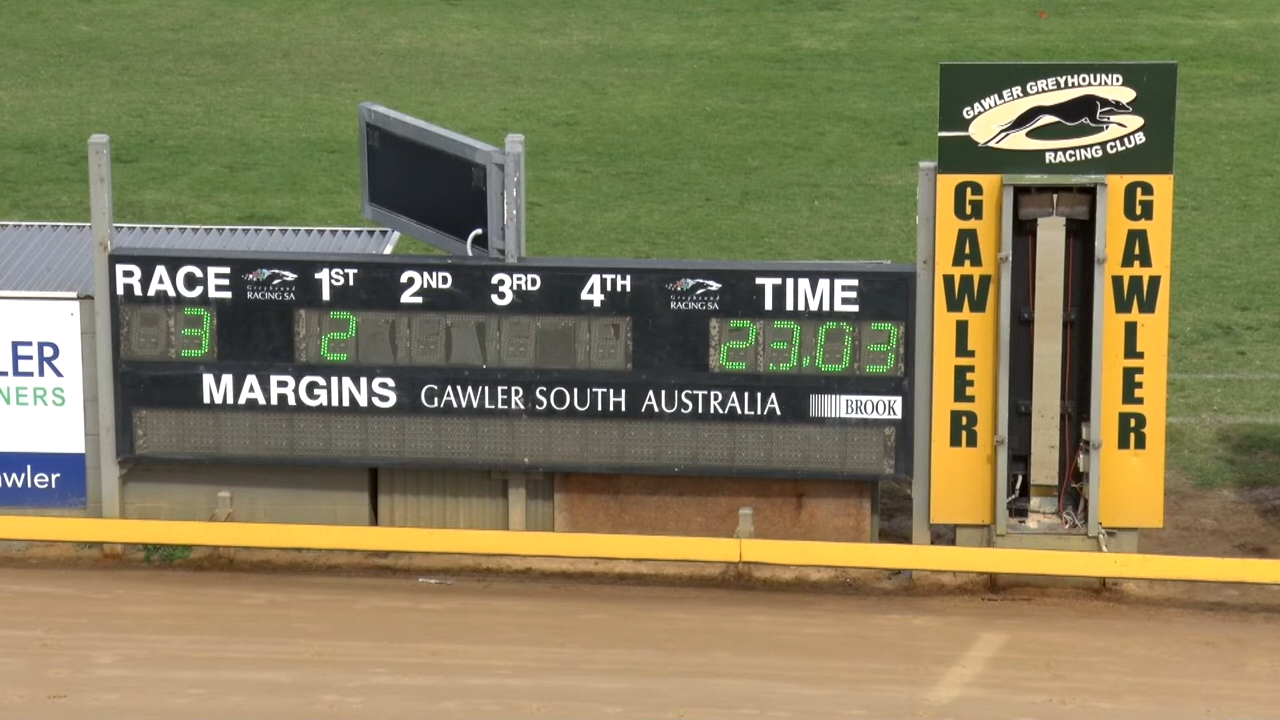 GAWLER GREYHOUND
RACING CLUB
RACE
Greyhound
RACING SA
1ST 2ND 3RD 4TH
Greyhound
RACING SA
TIME
3 2 23.03
MARGINS GAWLER SOUTH AUSTRALIA BROOK
GAWLER
GAWLER
LER
NERS
awler